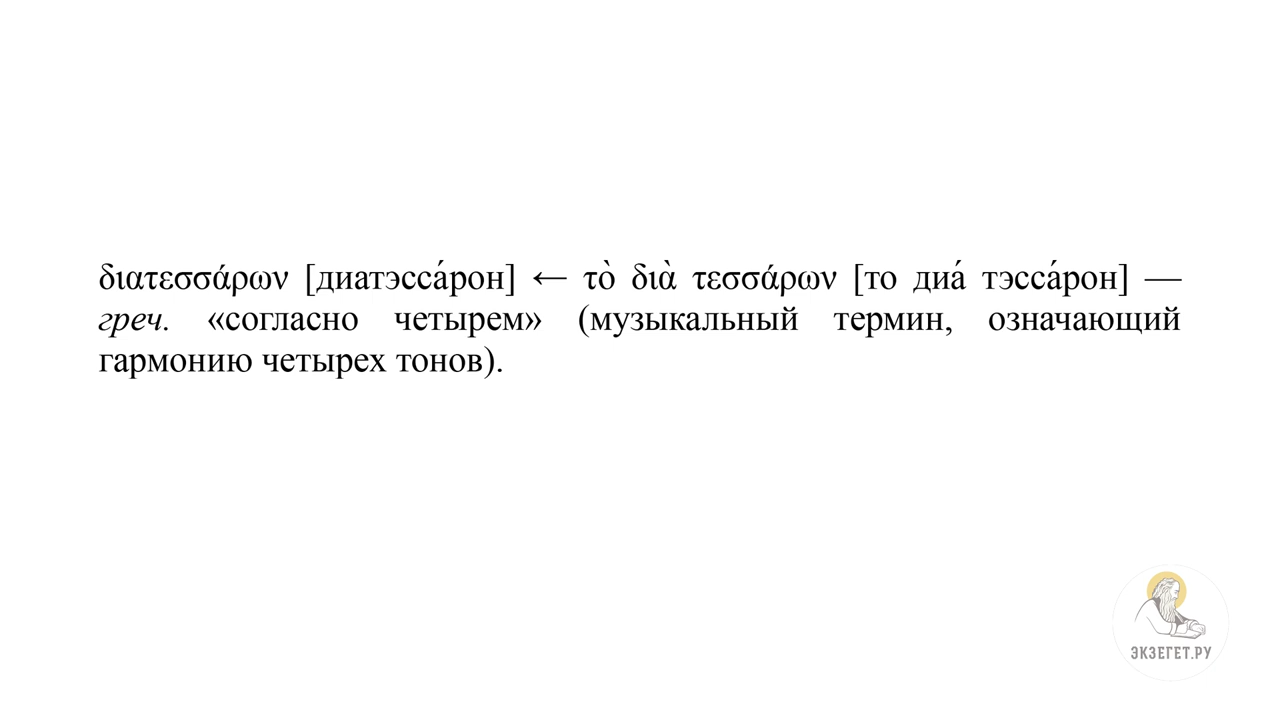 διατεσσάρων [диатэсса́рон] ← τὸ διὰ τεσσάρων [то диа́ тэсса́рон] —
греч. «согласно четырем» (музыкальный термин, означающий
гармонию четырех тонов).
ЭКЗЕГЕТ.РУ